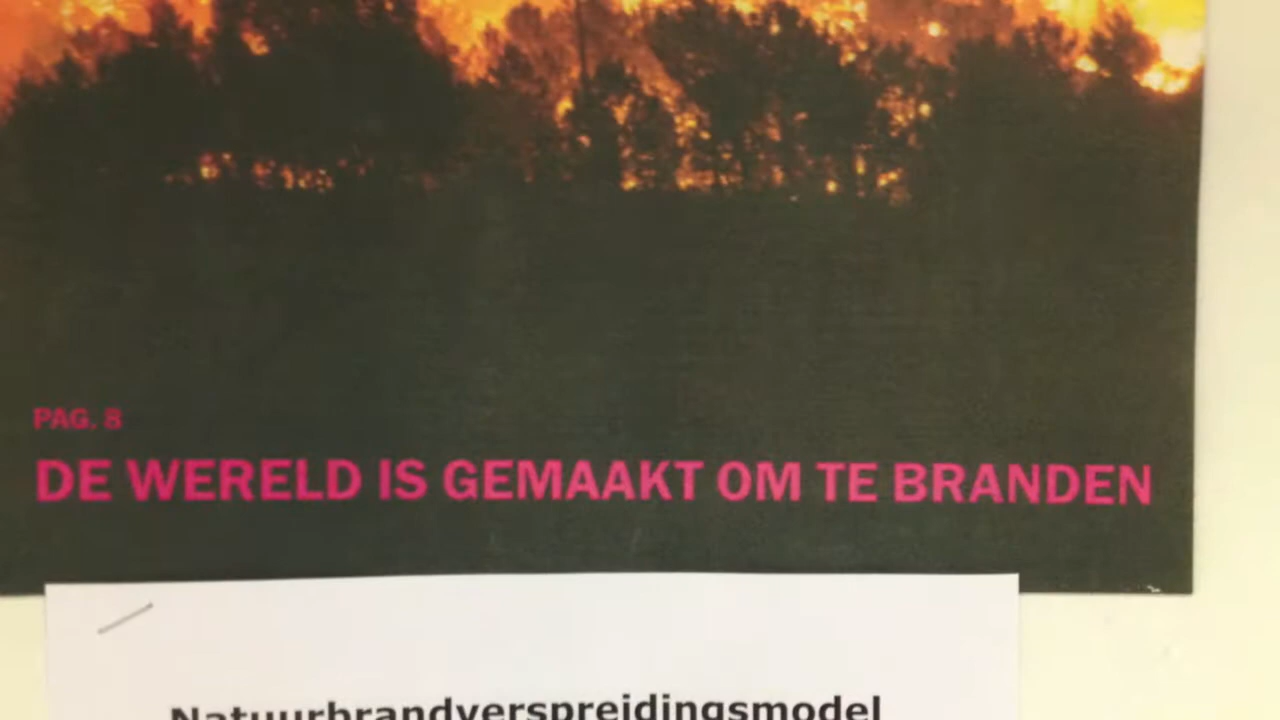 PAG. 8
DE WERELD IS GEMAAKT OM TE BRANDEN
Natuurbrandverspreidingsmodel